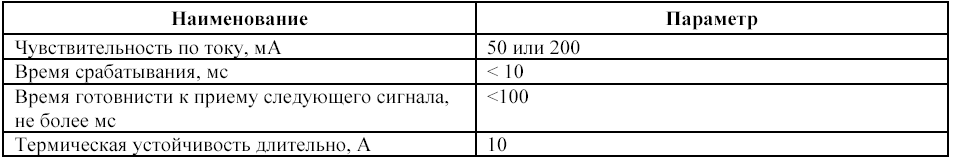 Наименование Параметр
Чувствительность по току, мА 50 или 200
Время срабатывания, мс < 10
Время готовнисти к приему следующего сигнала, <100
не более мс
Термическая устойчивость длительно, А 10